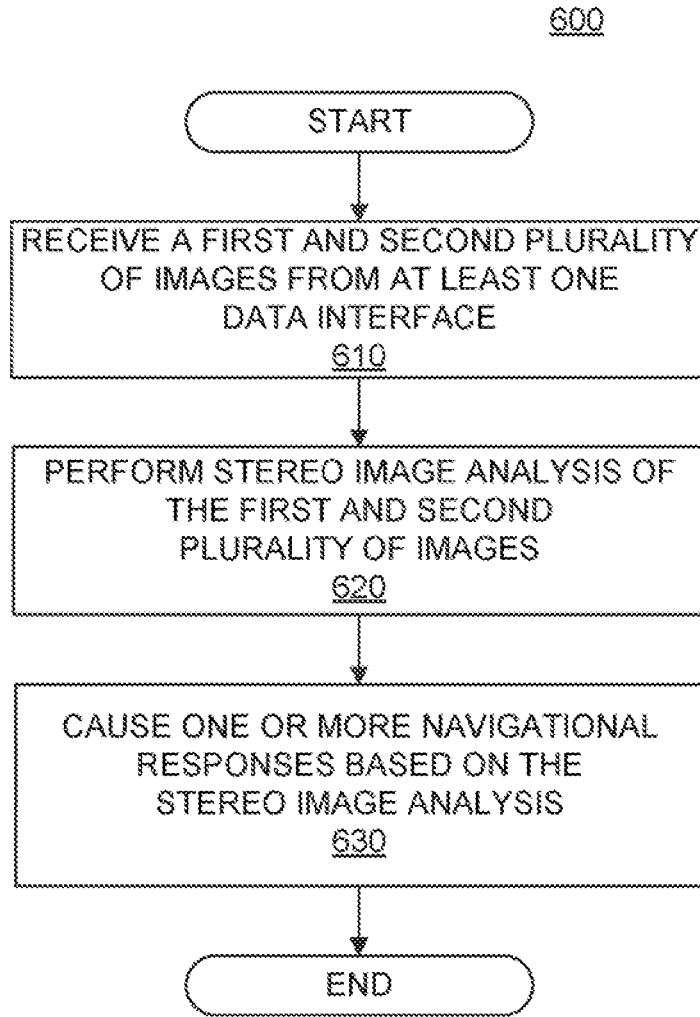 600
START
RECEIVE A FIRST AND SECOND PLURALITY
OF IMAGES FROM AT LEAST ONE
DATA INTERFACE
610
PERFORM STEREO IMAGE ANALYSIS OF
THE FIRST AND SECOND
PLURALITY OF IMAGES
620
CAUSE ONE OR MORE NAVIGATIONAL
RESPONSES BASED ON THE
STEREO IMAGE ANALYSIS
630
END